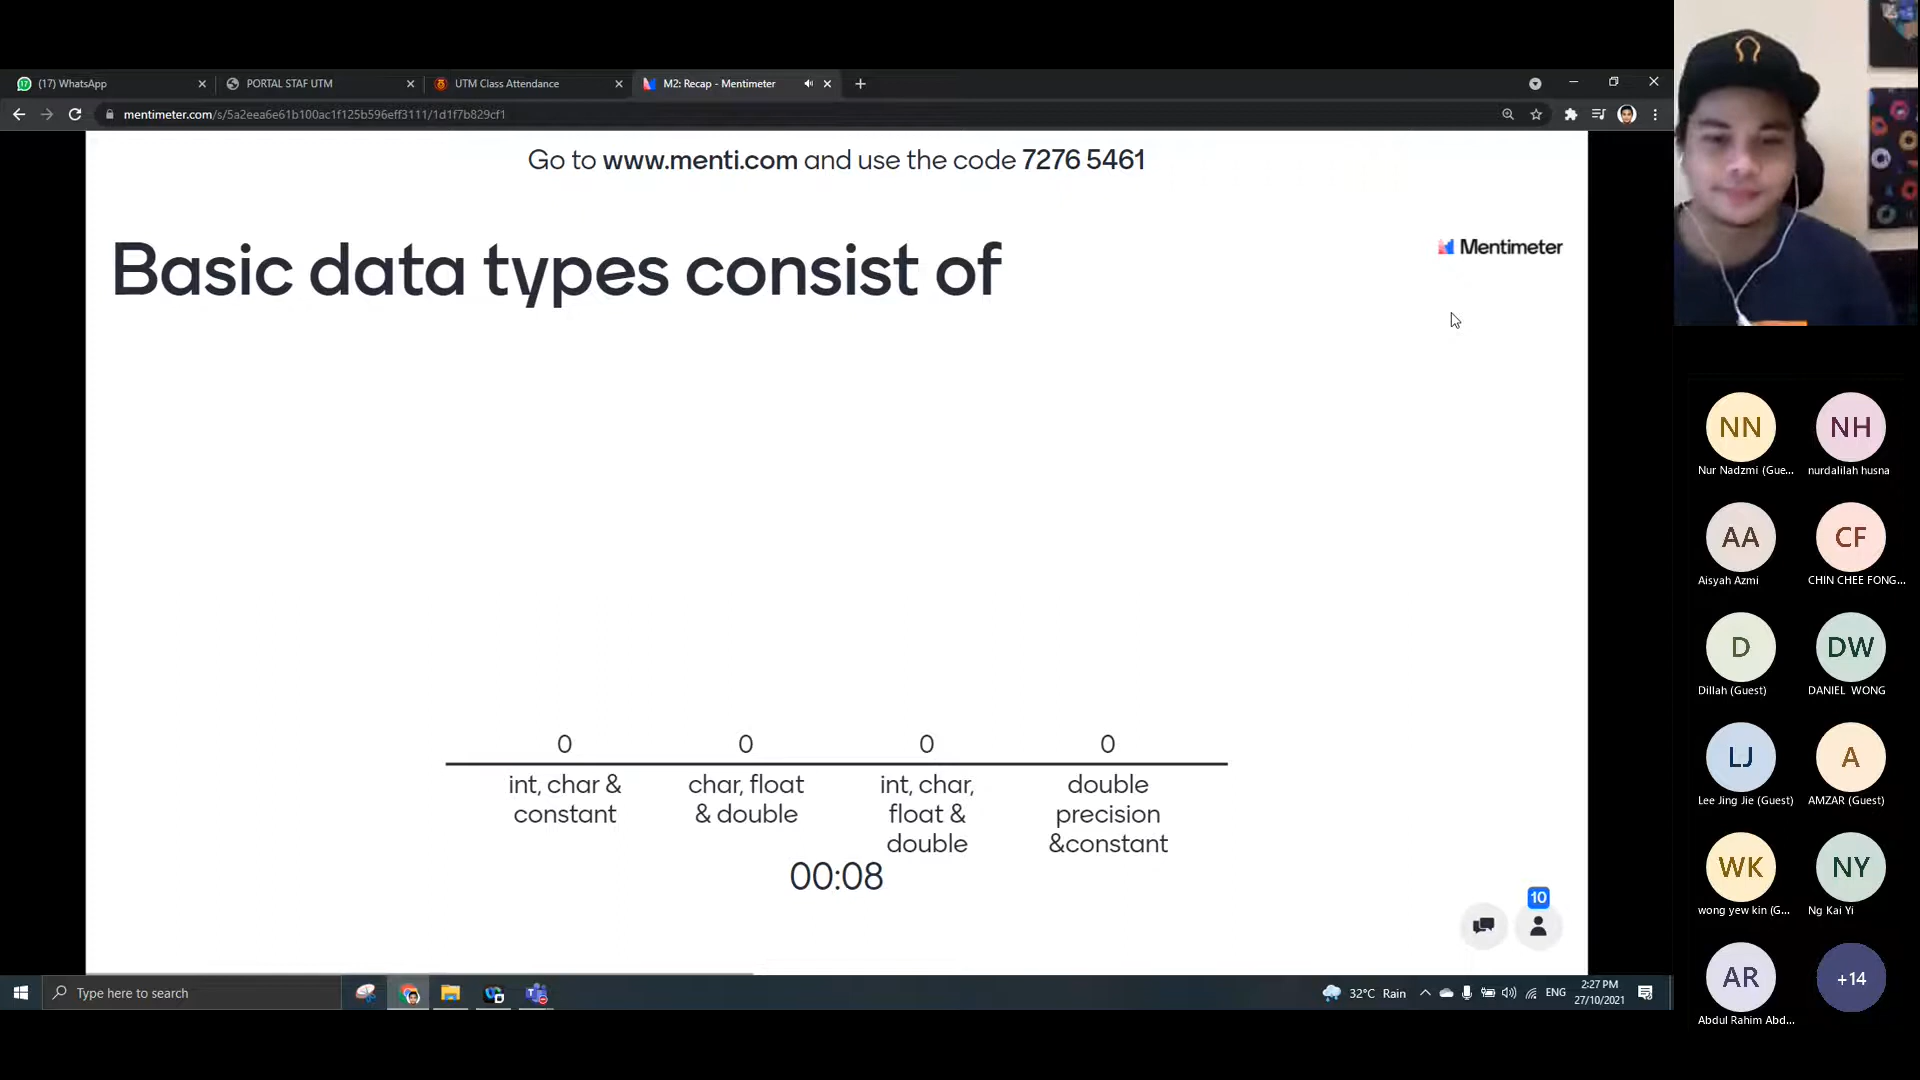 (17) WhatsApp
PORTAL STAF UTM
UTM Class Attendance
M2: Recap - Mentimeter
mentimeter.com/s/5a2eea6e61b100ac1f125b596eff3111/1d1f7b829cf1
Go to www.menti.com and use the code 7276 5461
Basic data types consist of
Mentimeter
0
0
0
0
int, char &
constant
char, float
& double
int, char,
float &
double
double
precision
&constant
00:08
10
Type here to search
32°C Rain
ENG
2:27 PM
27/10/2021
NN
Nur Nadzmi (Gue...
NH
nurdalilah husna
AA
Aisyah Azmi
CF
CHIN CHEE FONG...
D
Dillah (Guest)
DW
DANIEL WONG
LJ
Lee Jing Jie (Guest)
A
AMZAR (Guest)
WK
wong yew kin (G...
NY
Ng Kai Yi
AR
Abdul Rahim Abd...
+14